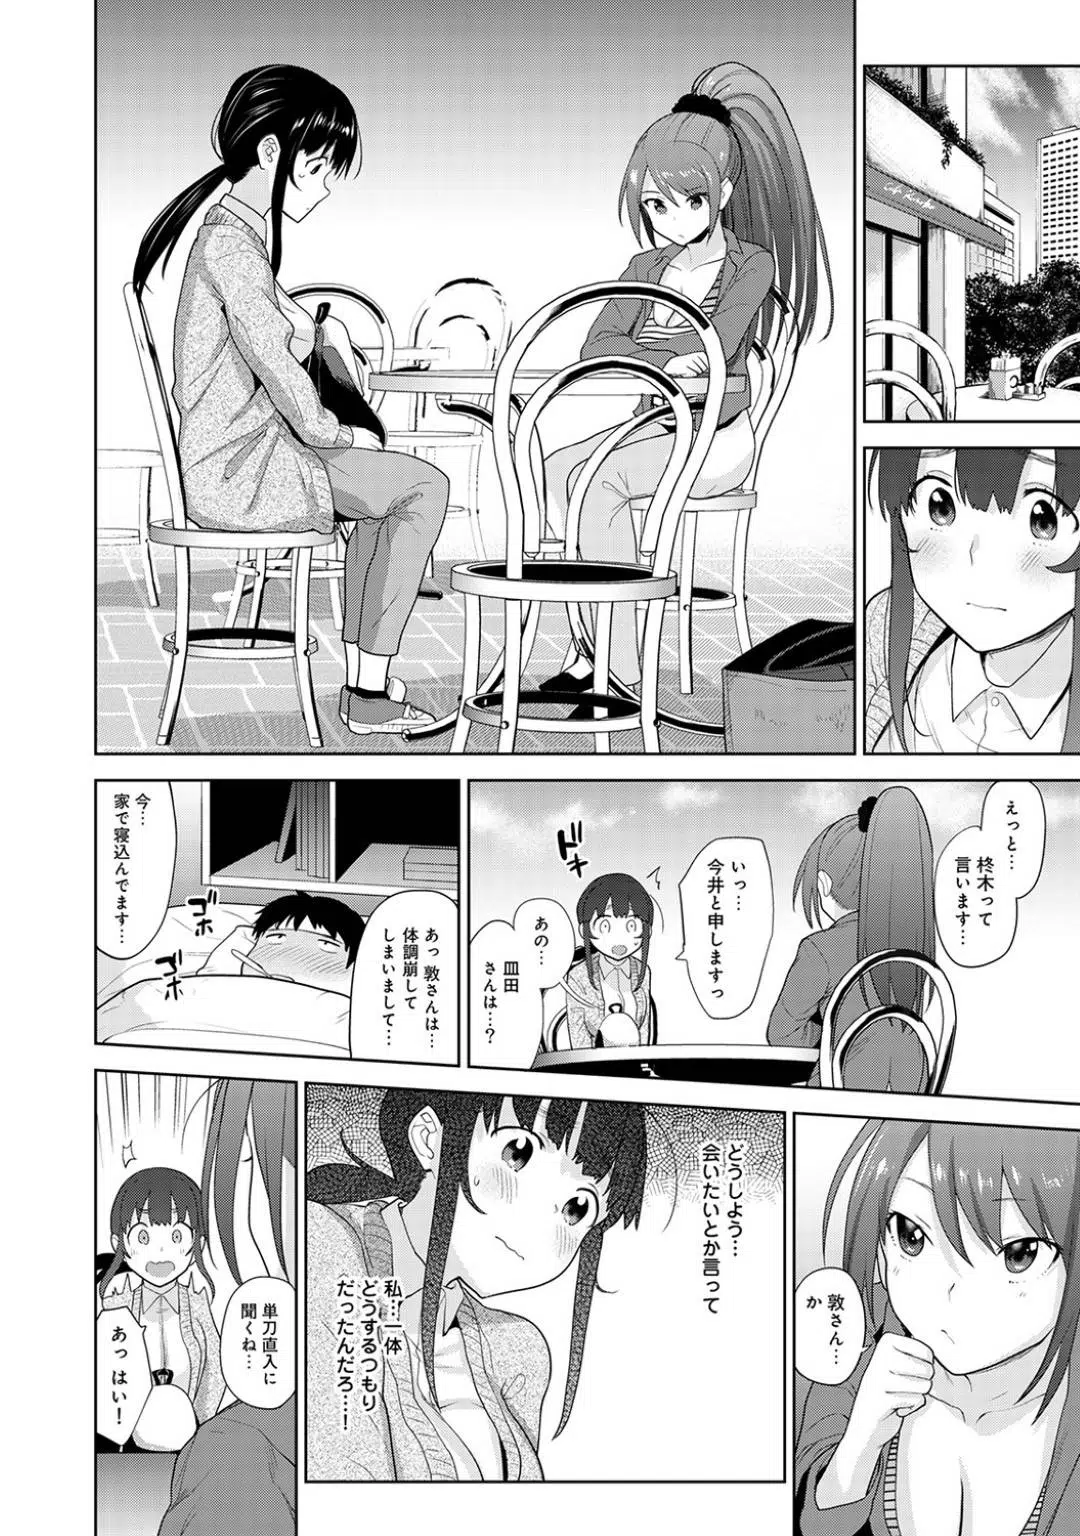 えっと…
柊木って
言います…
いっ…
今井と申しますっ
ドキ
ドキ
あの…
皿田
さんは…?
あっ 敦さんは…
体調崩して
しまいまして…
今…
家で寝込んでます…
ゴホ
ゴホ
敦さん…
か
どうしよう…
会いたいとか言って
私…一体
どうするつもり
だったんだろ…!
単刀直入に
聞くね…
あっ はい!